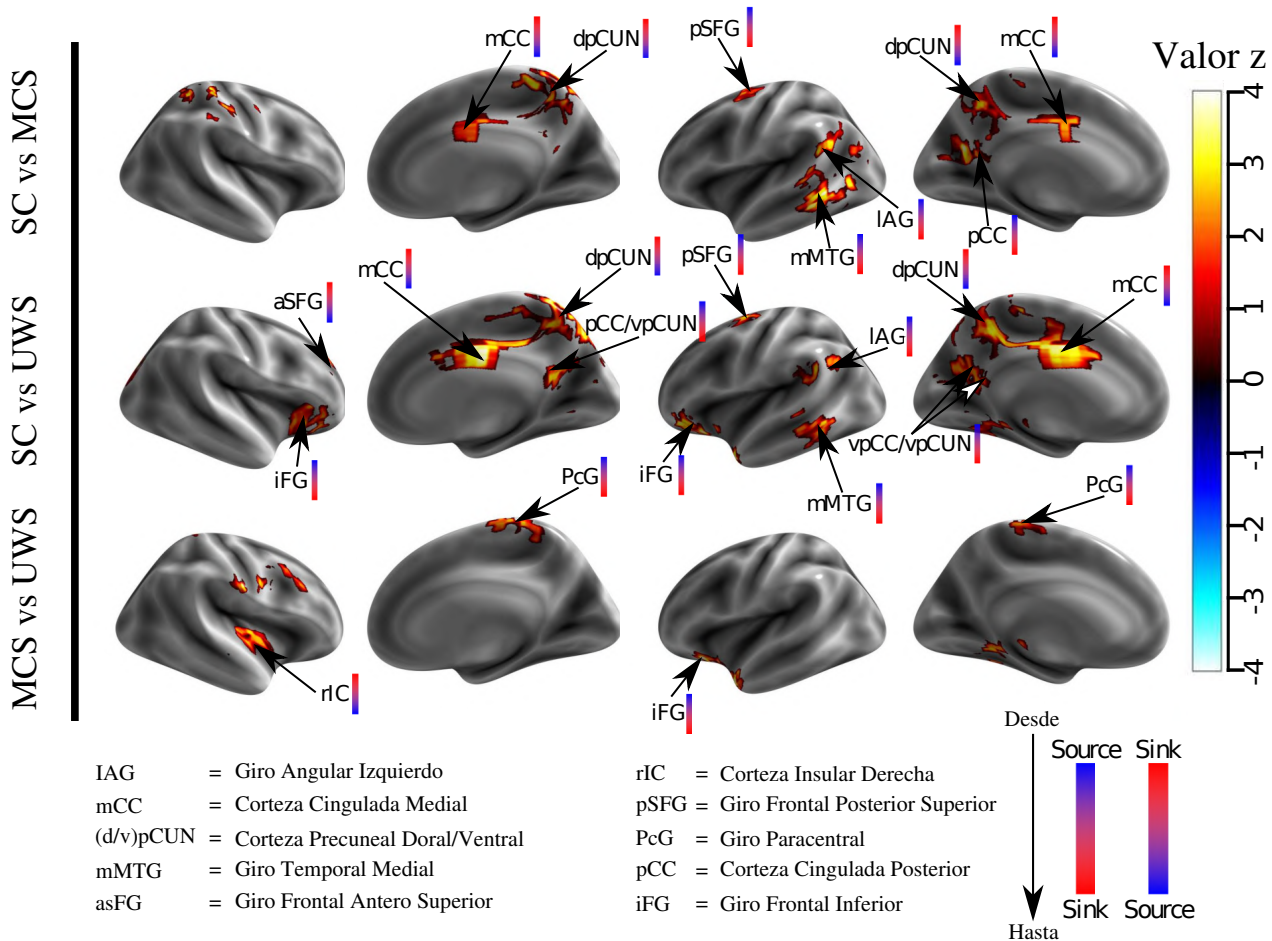 SC vs MCS
mCC
dpCUN
pSFG
dpCUN
mCC
lAG
pCC
mMTG
SC vs UWS
mCC
dpCUN
pSFG
dpCUN
mCC
aSFG
pCC/vpCUN
lAG
iFG
iFG
mMTG
vpCC/vpCUN
MCS vs UWS
PcG
PcG
rIC
iFG
Valor z
4
3
2
1
0
-1
-2
-3
-4
lAG = Giro Angular Izquierdo
mCC = Corteza Cingulada Medial
(d/v)pCUN = Corteza Precuneal Doral/Ventral
mMTG = Giro Temporal Medial
asFG = Giro Frontal Antero Superior
rIC = Corteza Insular Derecha
pSFG = Giro Frontal Posterior Superior
PcG = Giro Paracentral
pCC = Corteza Cingulada Posterior
iFG = Giro Frontal Inferior
Desde
Source Sink
Sink Source
Hasta